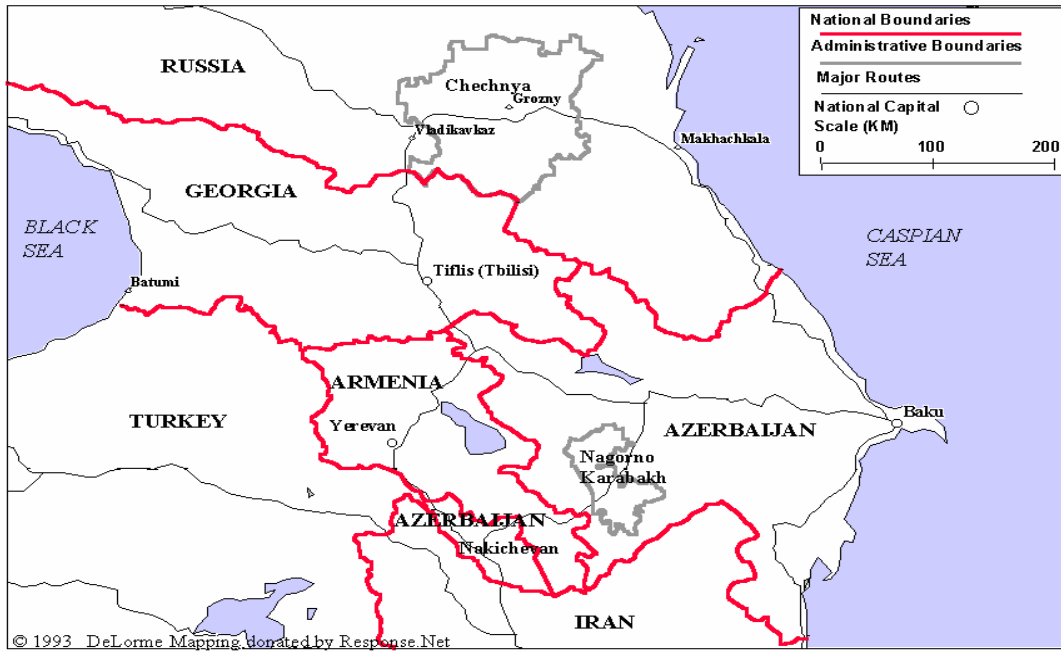 National Boundaries
Administrative Boundaries
Major Routes
National Capital
Scale (KM)
0 100 200
RUSSIA
Chechnya
Grozny
Vladikavkaz
Makhachkala
GEORGIA
BLACK
SEA
CASPIAN
SEA
Tiflis (Tbilisi)
Batumi
ARMENIA
TURKEY
Yerevan
Baku
AZERBAIJAN
Nagorno
Karabakh
AZERBAIJAN
Nakichevan
IRAN
© 1993 DeLorme Mapping donated by Response.Net